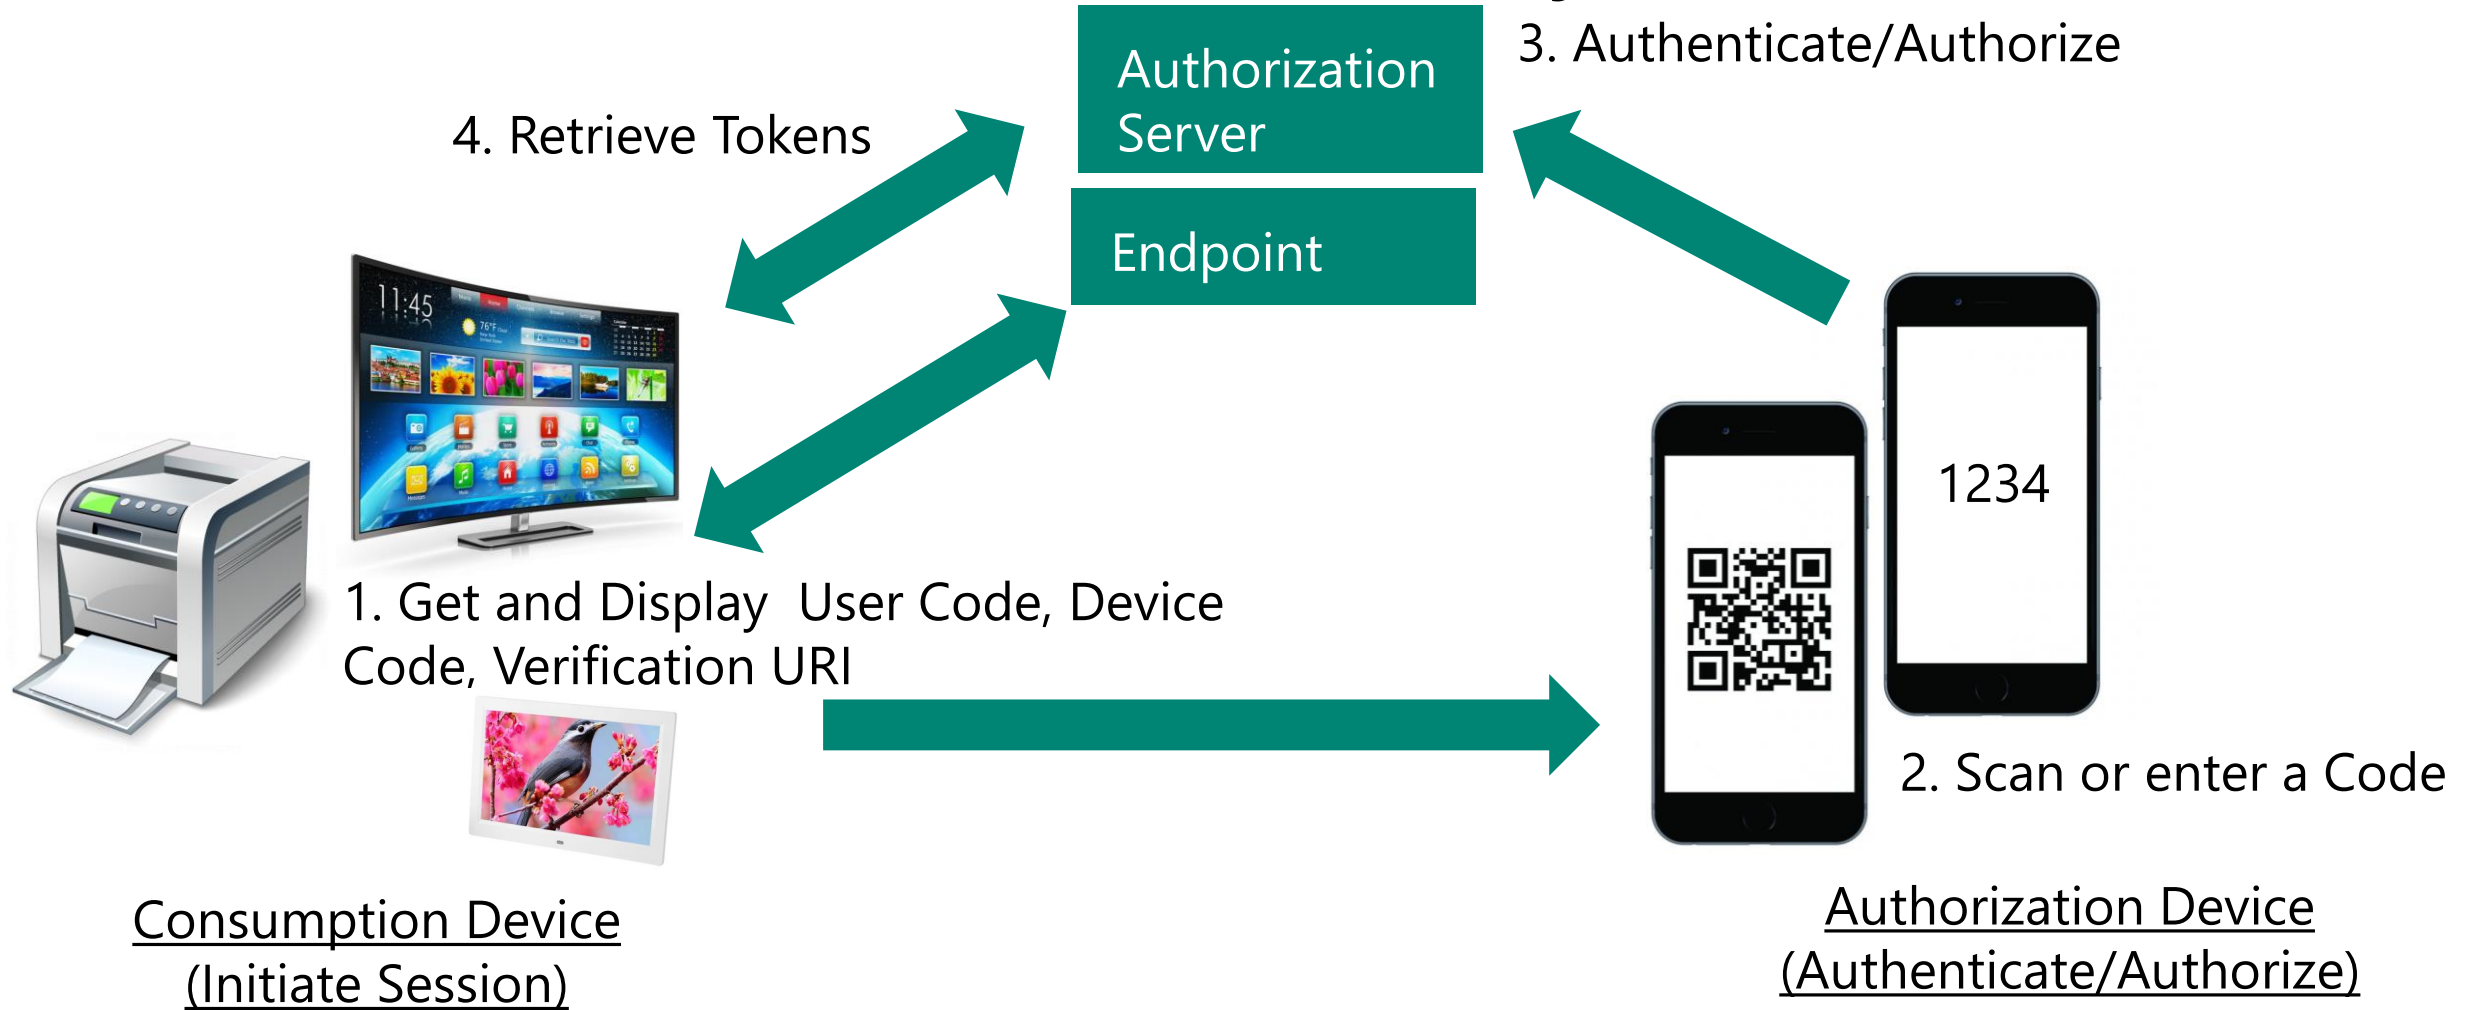 3. Authenticate/Authorize
Authorization
Server
4. Retrieve Tokens
Endpoint
11:45
76°F
1234
1. Get and Display User Code, Device
Code, Verification URI
2. Scan or enter a Code
Consumption Device
(Initiate Session)
Authorization Device
(Authenticate/Authorize)